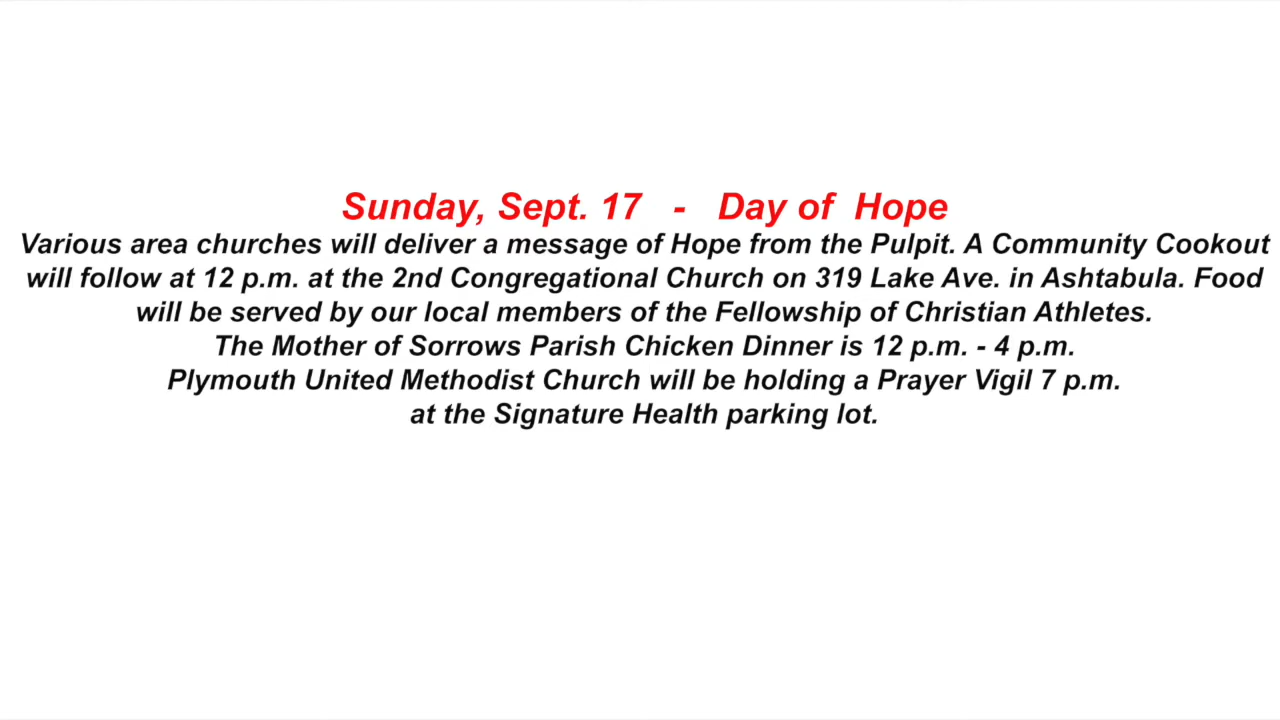 Sunday, Sept. 17 - Day of Hope
Various area churches will deliver a message of Hope from the Pulpit. A Community Cookout
will follow at 12 p.m. at the 2nd Congregational Church on 319 Lake Ave. in Ashtabula. Food
will be served by our local members of the Fellowship of Christian Athletes.
The Mother of Sorrows Parish Chicken Dinner is 12 p.m. - 4 p.m.
Plymouth United Methodist Church will be holding a Prayer Vigil 7 p.m.
at the Signature Health parking lot.